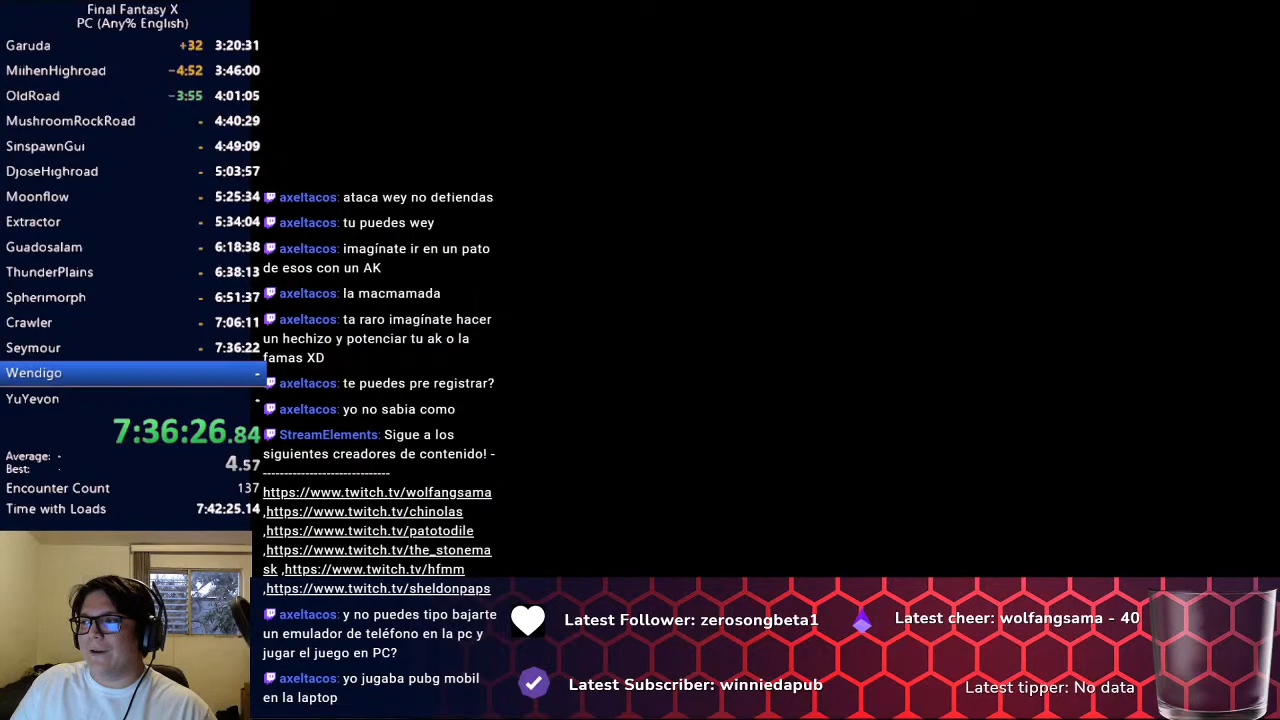 Final Fantasy X
PC (Any% English)
Garuda +32 3:20:31
MiihenHighroad -4:52 3:46:00
OldRoad -3:55 4:01:05
MushroomRockRoad - 4:40:29
SinspawnGui - 4:49:09
DjoseHighroad - 5:03:57
Moonflow - 5:25:34
Extractor - 5:34:04
Guadosalam - 6:18:38
ThunderPlains - 6:38:13
Spherimorph - 6:51:37
Crawler - 7:06:11
Seymour - 7:36:22
Wendigo -
YuYevon -
7:36:26.84
Average: -
Best: -
4.57
Encounter Count 137
Time with Loads 7:42:25.14
axeltacos: ataca wey no defiendas
axeltacos: tu puedes wey
axeltacos: imagínate ir en un pato
de esos con un AK
axeltacos: la macmamada
axeltacos: ta raro imagínate hacer
un hechizo y potenciar tu ak o la
famas XD
axeltacos: te puedes pre registrar?
axeltacos: yo no sabia como
StreamElements: Sigue a los
siguientes creadores de contenido! -
------------------------------
https://www.twitch.tv/wolfangsama
,https://www.twitch.tv/chinolas
,https://www.twitch.tv/patotodile
,https://www.twitch.tv/the_stonema
sk ,https://www.twitch.tv/hfmm
,https://www.twitch.tv/sheldonpaps
axeltacos: y no puedes tipo bajarte
un emulador de teléfono en la pc y
jugar el juego en PC?
axeltacos: yo jugaba pubg mobil
en la laptop
Latest Follower: zerosongbeta1
Latest cheer: wolfangsama - 40
Latest Subscriber: winniedapub
Latest tipper: No data